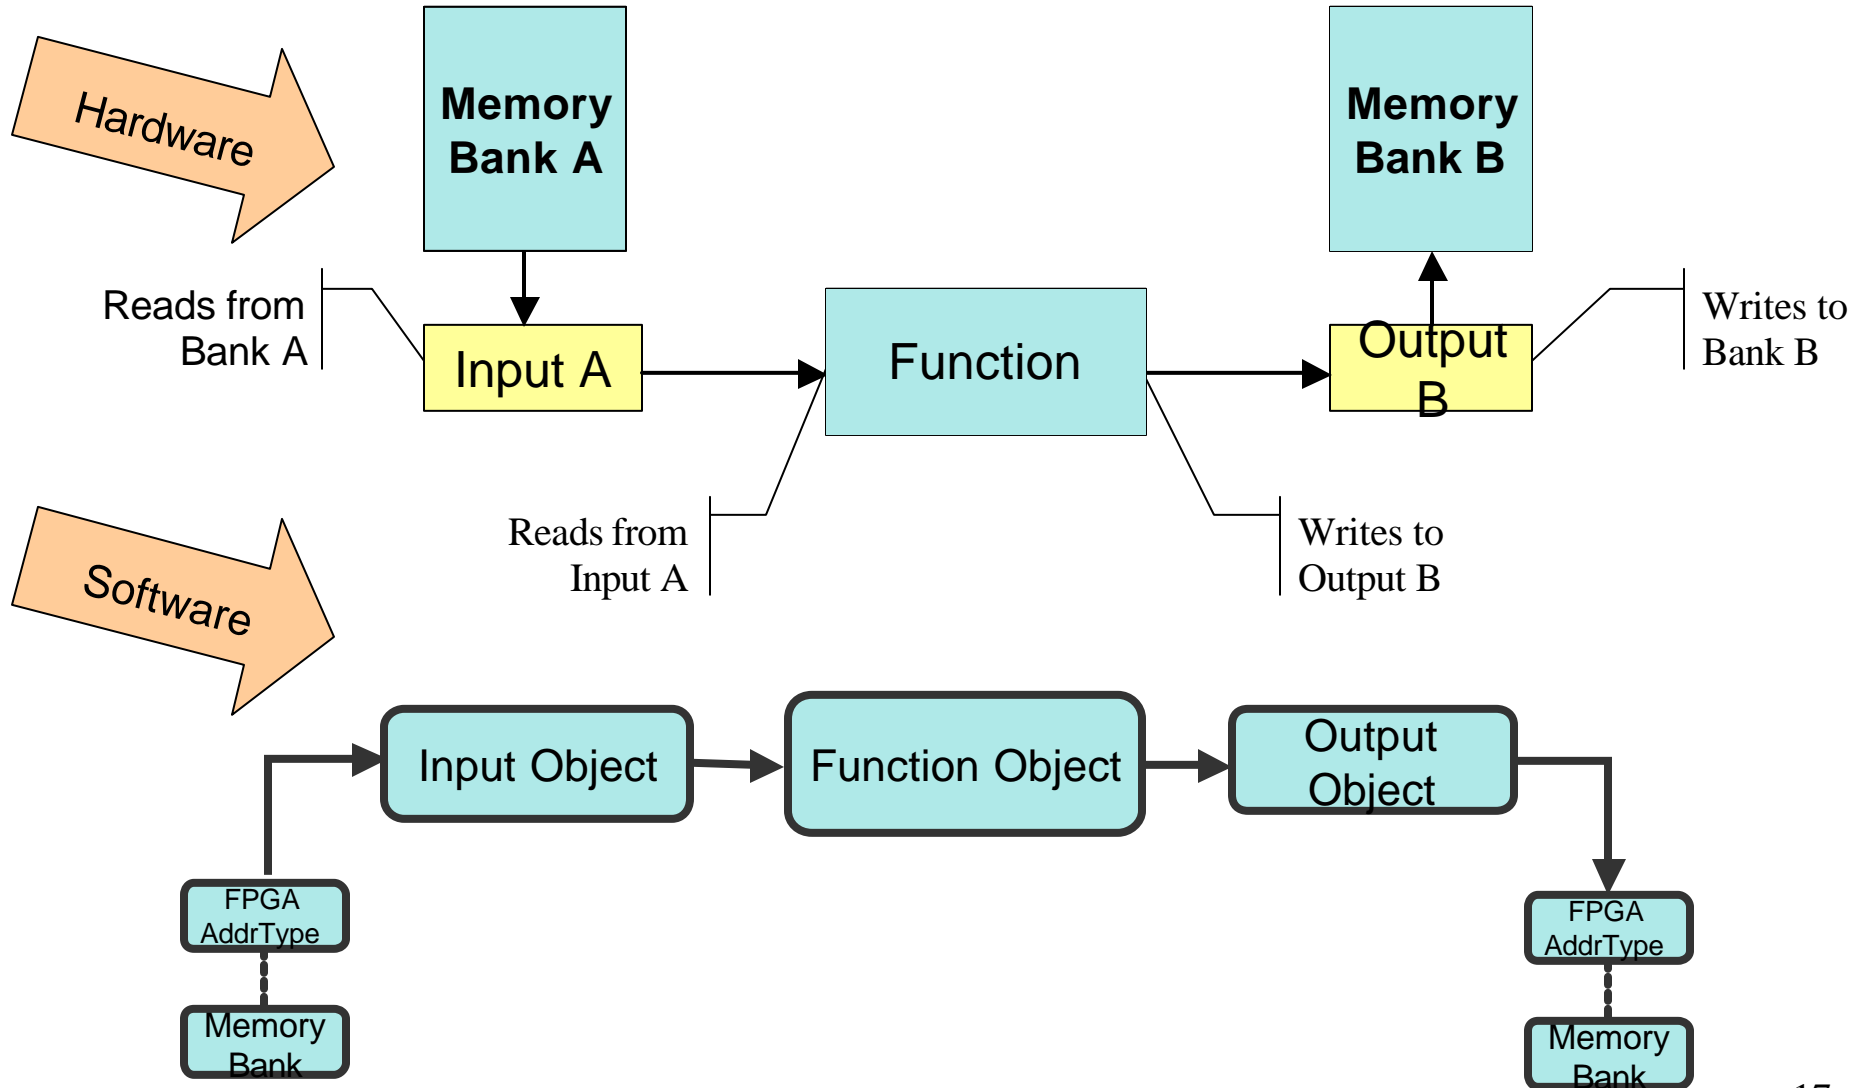 Hardware
Memory
Bank A
Memory
Bank B
Reads from
Bank A
Input A
Function
Output
B
Writes to
Bank B
Reads from
Input A
Writes to
Output B
Software
Input Object
Function Object
Output
Object
FPGA
AddrType
Memory
Bank
FPGA
AddrType
Memory
Bank
17